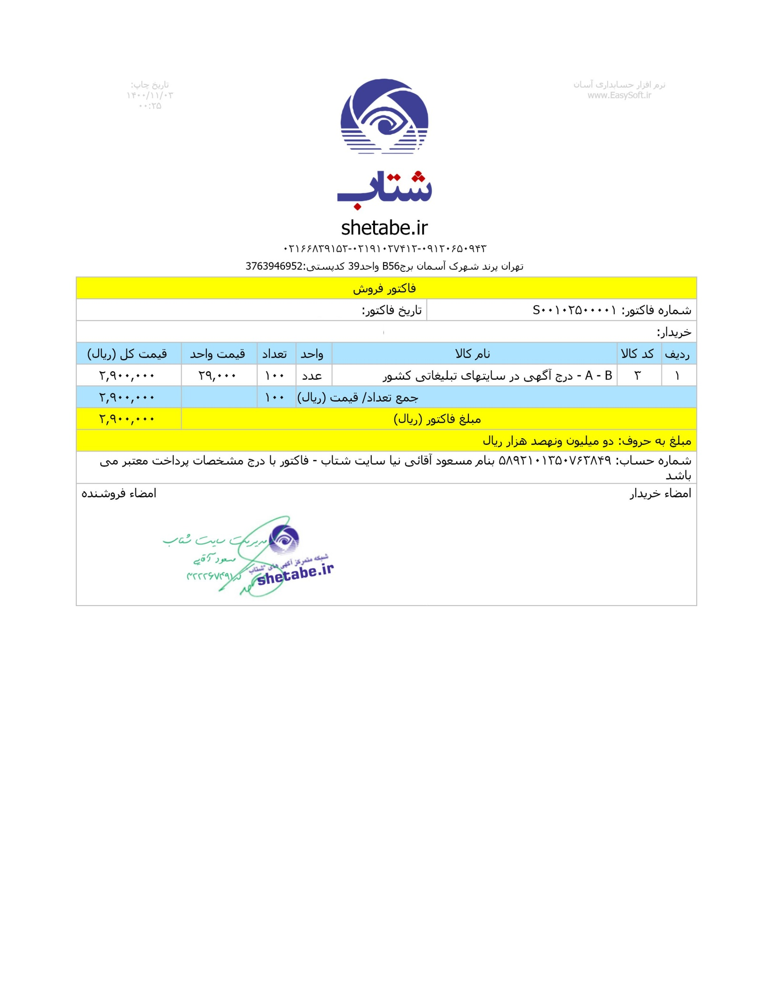 نرم افزار حسابداری آسان
www.EasySoft.ir
تاریخ چاپ:
۱۴۰۰/۱۱/۰۳
۰۰:۲۵
شتاب
shetabe.ir
۰۲۱۶۶۸۳۹۱۵۲-۰۲۱۹۱۰۲۷۴۱۲-۰۹۱۲۰۶۵۰۹۴۳
تهران پرند شهرک آسمان برجB56 واحد39 کدپستی:3763946952
فاکتور فروش
شماره فاکتور: S۰۰۱۰۲۵۰۰۰۰۱ تاریخ فاکتور:
خریدار:
ردیف کد کالا نام کالا واحد تعداد قیمت واحد قیمت کل (ریال)
۱ ۳ A - B - درج آگهی در سایتهای تبلیغاتی کشور عدد ۱۰۰ ۲۹,۰۰۰ ۲,۹۰۰,۰۰۰
جمع تعداد/ قیمت (ریال) ۱۰۰ ۲,۹۰۰,۰۰۰
مبلغ فاکتور (ریال) ۲,۹۰۰,۰۰۰
مبلغ به حروف: دو میلیون ونهصد هزار ریال
شماره حساب: ۵۸۹۲۱۰۱۳۵۰۷۶۳۸۴۹ بنام مسعود آقائی نیا سایت شتاب - فاکتور با درج مشخصات پرداخت معتبر می
باشد
امضاء خریدار امضاء فروشنده
مدیریت سایت شتاب
مسعود آقایی
شبکه متمرکز آگهی های "شتاب"
shetabe.ir